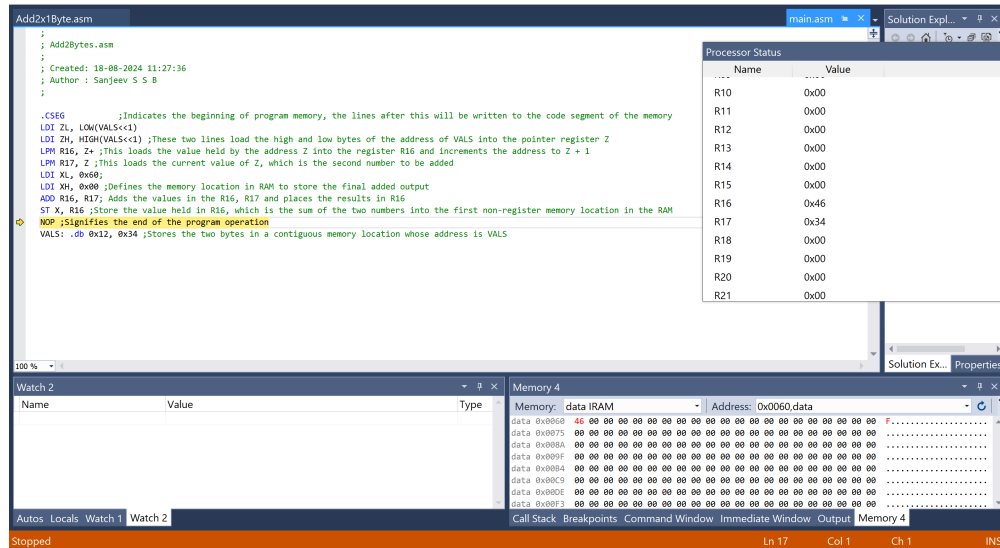 Add2x1Byte.asm
main.asm
Solution Expl...
;
; Add2Bytes.asm
;
; Created: 18-08-2024 11:27:36
; Author : Sanjeev S S B
;
.CSEG ;Indicates the beginning of program memory, the lines after this will be written to the code segment of the memory
LDI ZL, LOW(VALS<<1)
LDI ZH, HIGH(VALS<<1) ;These two lines load the high and low bytes of the address of VALS into the pointer register Z
LPM R16, Z+ ;This loads the value held by the address Z into the register R16 and increments the address to Z + 1
LPM R17, Z ;This loads the current value of Z, which is the second number to be added
LDI XL, 0x60;
LDI XH, 0x00 ;Defines the memory location in RAM to store the final added output
ADD R16, R17; Adds the values in the R16, R17 and places the results in R16
ST X, R16 ;Store the value held in R16, which is the sum of the two numbers into the first non-register memory location in the RAM
NOP ;Signifies the end of the program operation
VALS: .db 0x12, 0x34 ;Stores the two bytes in a contiguous memory location whose address is VALS
Processor Status
Name Value
R10 0x00
R11 0x00
R12 0x00
R13 0x00
R14 0x00
R15 0x00
R16 0x46
R17 0x34
R18 0x00
R19 0x00
R20 0x00
R21 0x00
100 %
Solution Ex... Properties
Watch 2
Name Value Type
Autos Locals Watch 1 Watch 2
Memory 4
Memory: data IRAM Address: 0x0060,data
data 0x0060 46 00 00 00 00 00 00 00 00 00 00 00 00 00 00 00 00 00 00 00 00 F....................
data 0x0075 00 00 00 00 00 00 00 00 00 00 00 00 00 00 00 00 00 00 00 00 00 .....................
data 0x008A 00 00 00 00 00 00 00 00 00 00 00 00 00 00 00 00 00 00 00 00 00 .....................
data 0x009F 00 00 00 00 00 00 00 00 00 00 00 00 00 00 00 00 00 00 00 00 00 .....................
data 0x00B4 00 00 00 00 00 00 00 00 00 00 00 00 00 00 00 00 00 00 00 00 00 .....................
data 0x00C9 00 00 00 00 00 00 00 00 00 00 00 00 00 00 00 00 00 00 00 00 00 .....................
data 0x00DE 00 00 00 00 00 00 00 00 00 00 00 00 00 00 00 00 00 00 00 00 00 .....................
data 0x00F3 00 00 00 00 00 00 00 00 00 00 00 00 00 00 00 00 00 00 00 00 00 .....................
Call Stack Breakpoints Command Window Immediate Window Output Memory 4
Stopped
Ln 17 Col 1 Ch 1 INS